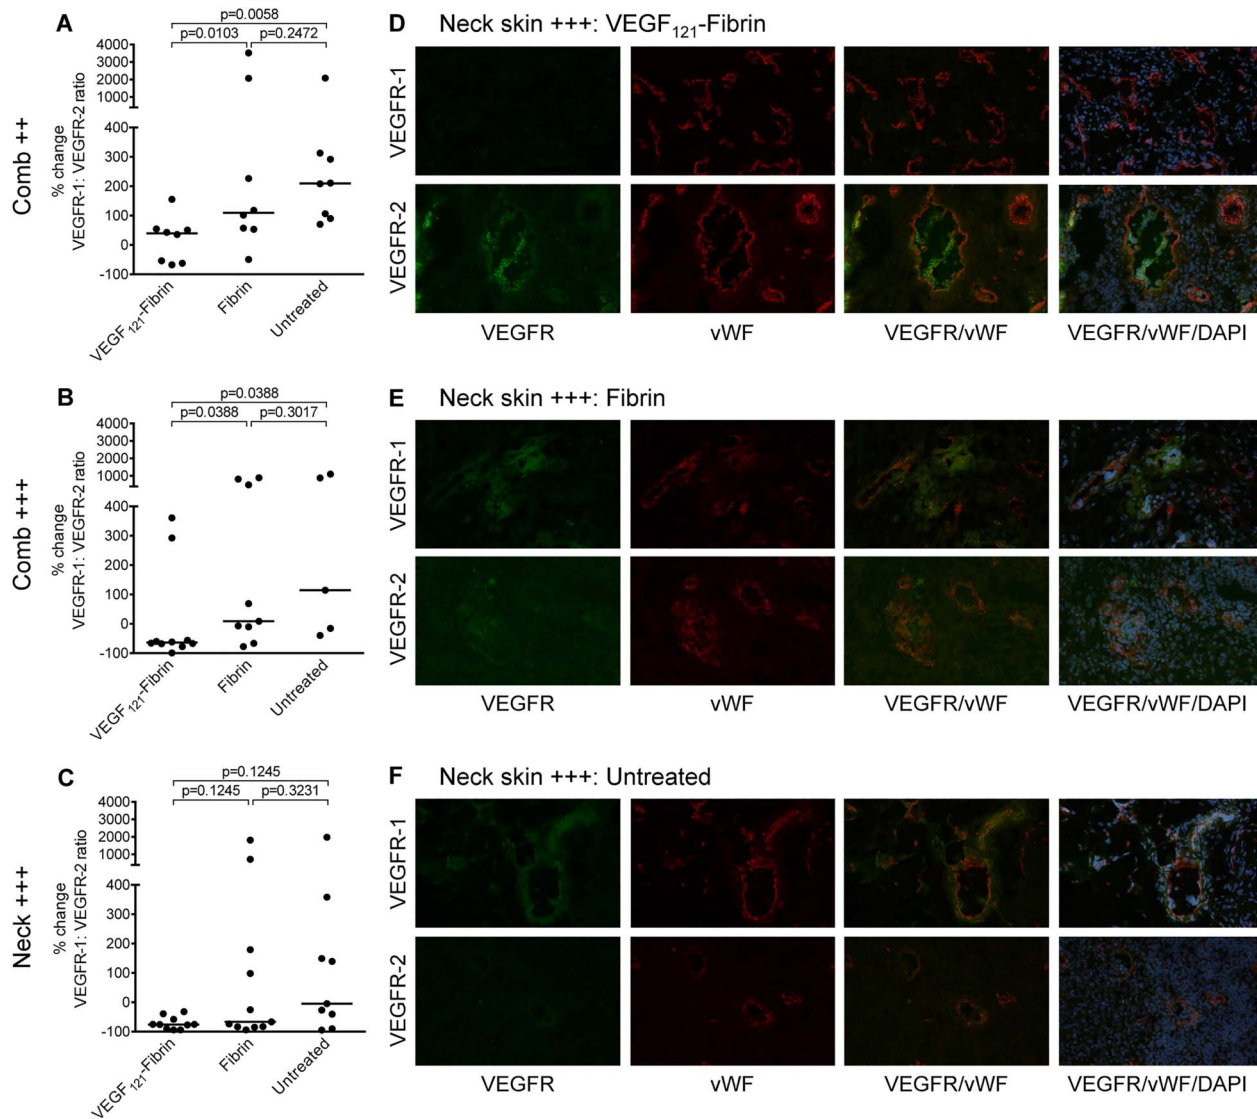 A
p=0.0058
p=0.0103 p=0.2472
Comb ++
% change
VEGFR-1: VEGFR-2 ratio
4000
3000
2000
1000
400
300
200
100
0
-100
VEGF121-Fibrin
Fibrin
Untreated
D Neck skin +++: VEGF121-Fibrin
VEGFR-1
VEGFR-2
VEGFR vWF VEGFR/vWF VEGFR/vWF/DAPI
B
p=0.0388
p=0.0388 p=0.3017
Comb +++
% change
VEGFR-1: VEGFR-2 ratio
4000
3000
2000
1000
400
300
200
100
0
-100
VEGF121-Fibrin
Fibrin
Untreated
E Neck skin +++: Fibrin
VEGFR-1
VEGFR-2
VEGFR vWF VEGFR/vWF VEGFR/vWF/DAPI
C
p=0.1245
p=0.1245 p=0.3231
Neck +++
% change
VEGFR-1: VEGFR-2 ratio
4000
3000
2000
1000
400
300
200
100
0
-100
VEGF121-Fibrin
Fibrin
Untreated
F Neck skin +++: Untreated
VEGFR-1
VEGFR-2
VEGFR vWF VEGFR/vWF VEGFR/vWF/DAPI